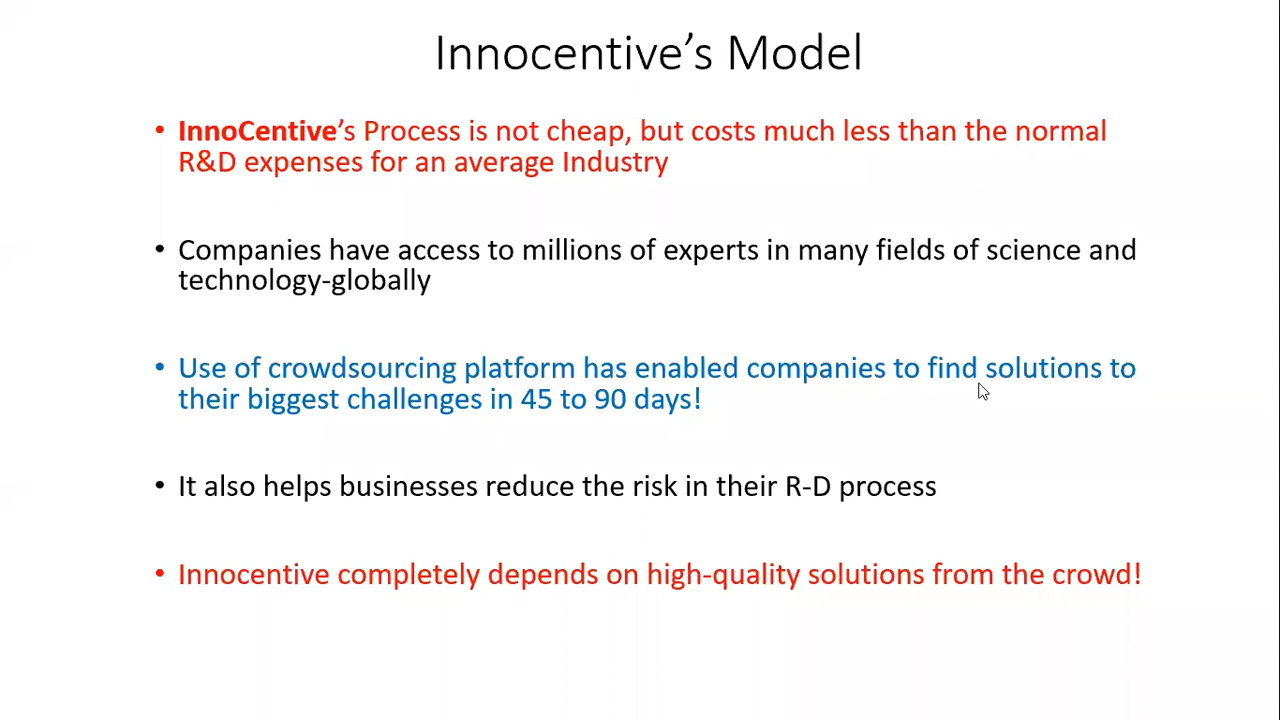 Innocentive’s Model
• InnoCentive’s Process is not cheap, but costs much less than the normal
R&D expenses for an average Industry
• Companies have access to millions of experts in many fields of science and
technology-globally
• Use of crowdsourcing platform has enabled companies to find solutions to
their biggest challenges in 45 to 90 days!
• It also helps businesses reduce the risk in their R-D process
• Innocentive completely depends on high-quality solutions from the crowd!